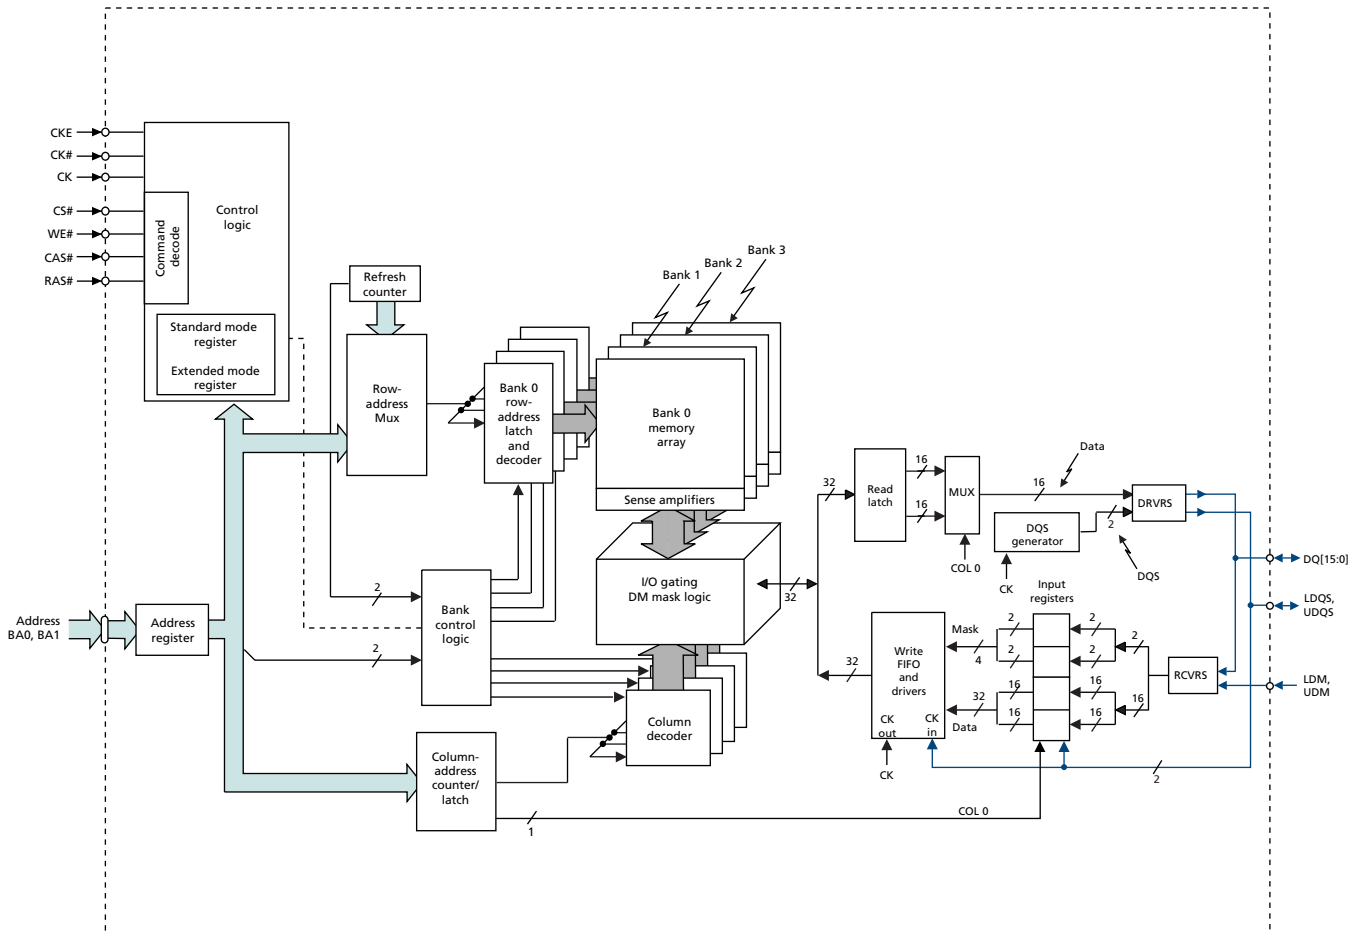 CKE
CK#
CK
CS#
WE#
CAS#
RAS#
Command
decode
Control
logic
Standard mode
register
Extended mode
register
Refresh
counter
Row-
address
Mux
Bank 0
row-
address
latch
and
decoder
Bank 1
Bank 2
Bank 3
Bank 0
memory
array
Sense amplifiers
I/O gating
DM mask logic
32
32
Read
latch
16
16
MUX
COL 0
16
Data
DQS
generator
CK
2
DQS
DRVRS
DQ[15:0]
LDQS,
UDQS
LDM,
UDM
Address
BA0, BA1
Address
register
2
2
Bank
control
logic
Column
decoder
Column-
address
counter/
latch
1
COL 0
32
Write
FIFO
and
drivers
CK
out
CK
in
CK
Mask
4
32
Data
2
2
16
16
Input
registers
2
2
16
16
2
16
RCVRS
2